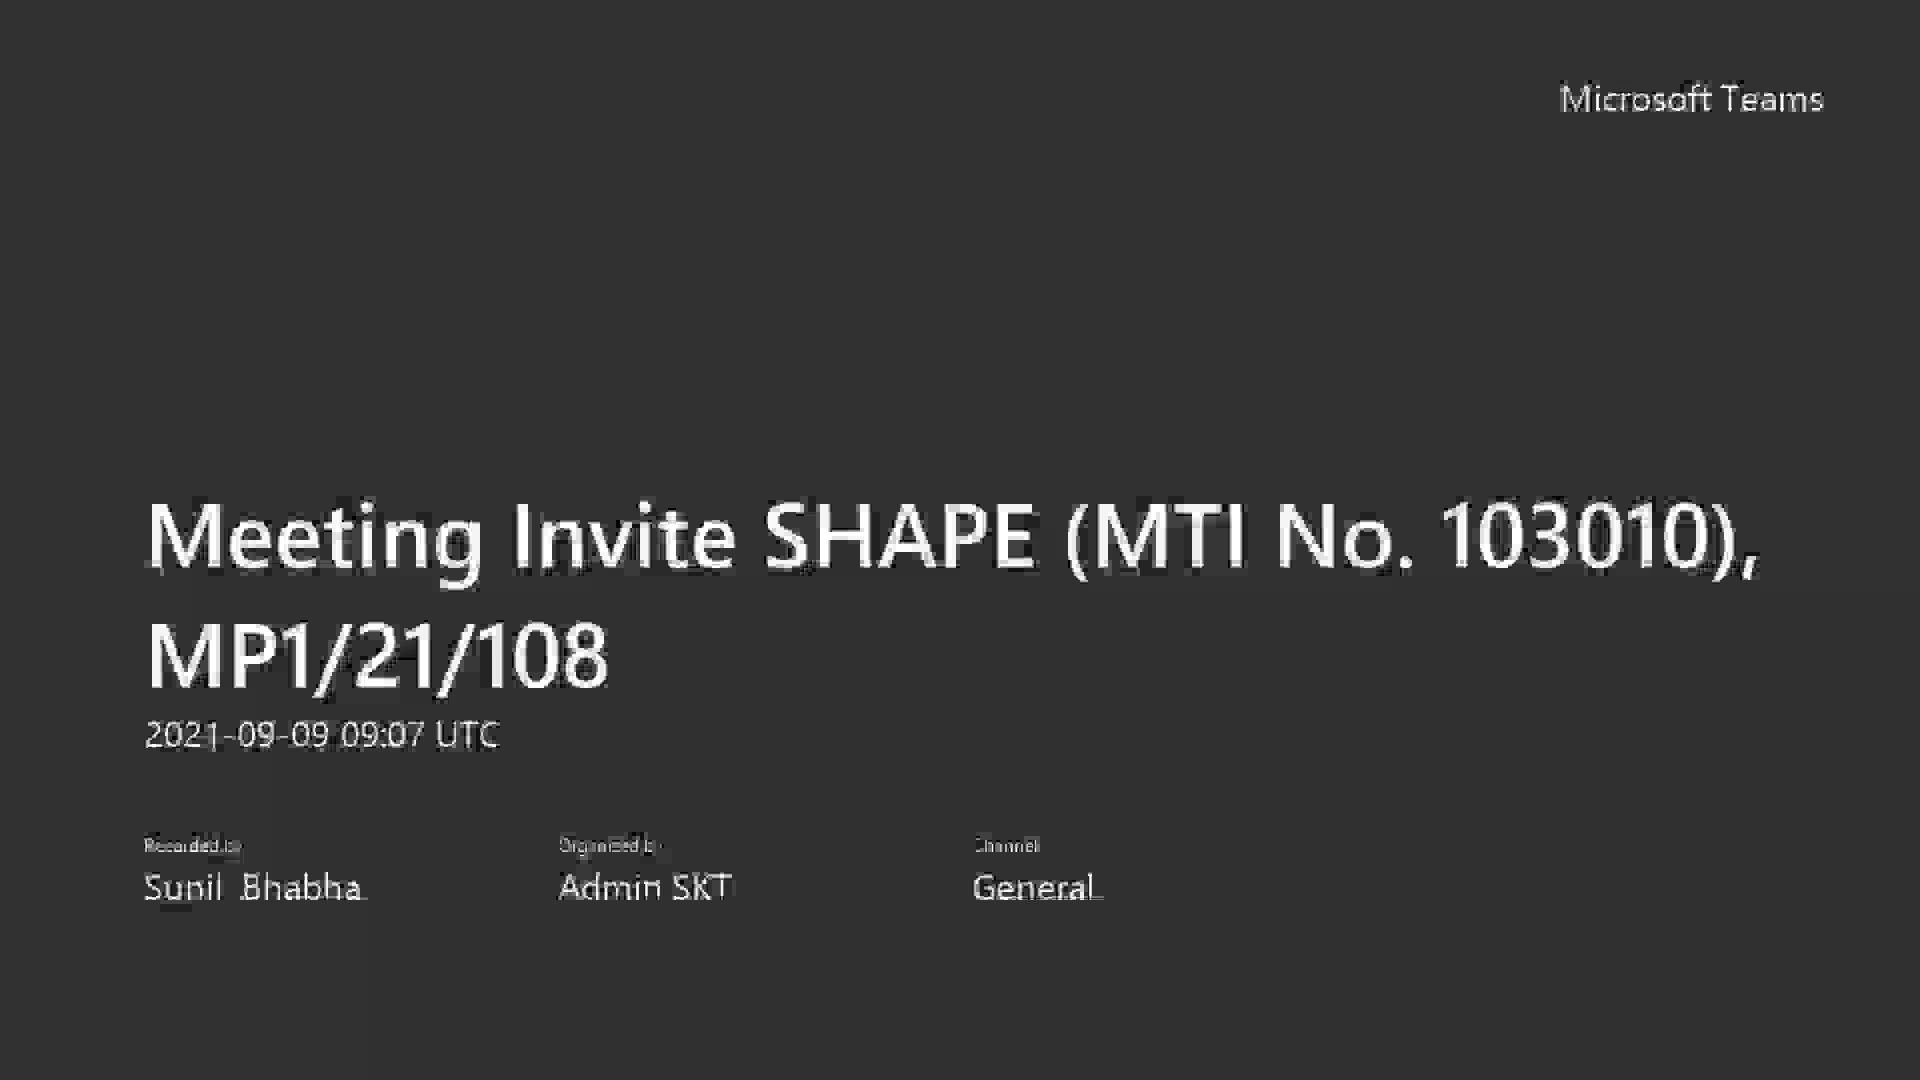 Microsoft Teams
Meeting Invite SHAPE (MTI No. 103010),
MP1/21/108
2021-09-09 09:07 UTC
Recorded by
Organized by
Channel
Sunil Bhabha
Admin SKT
General